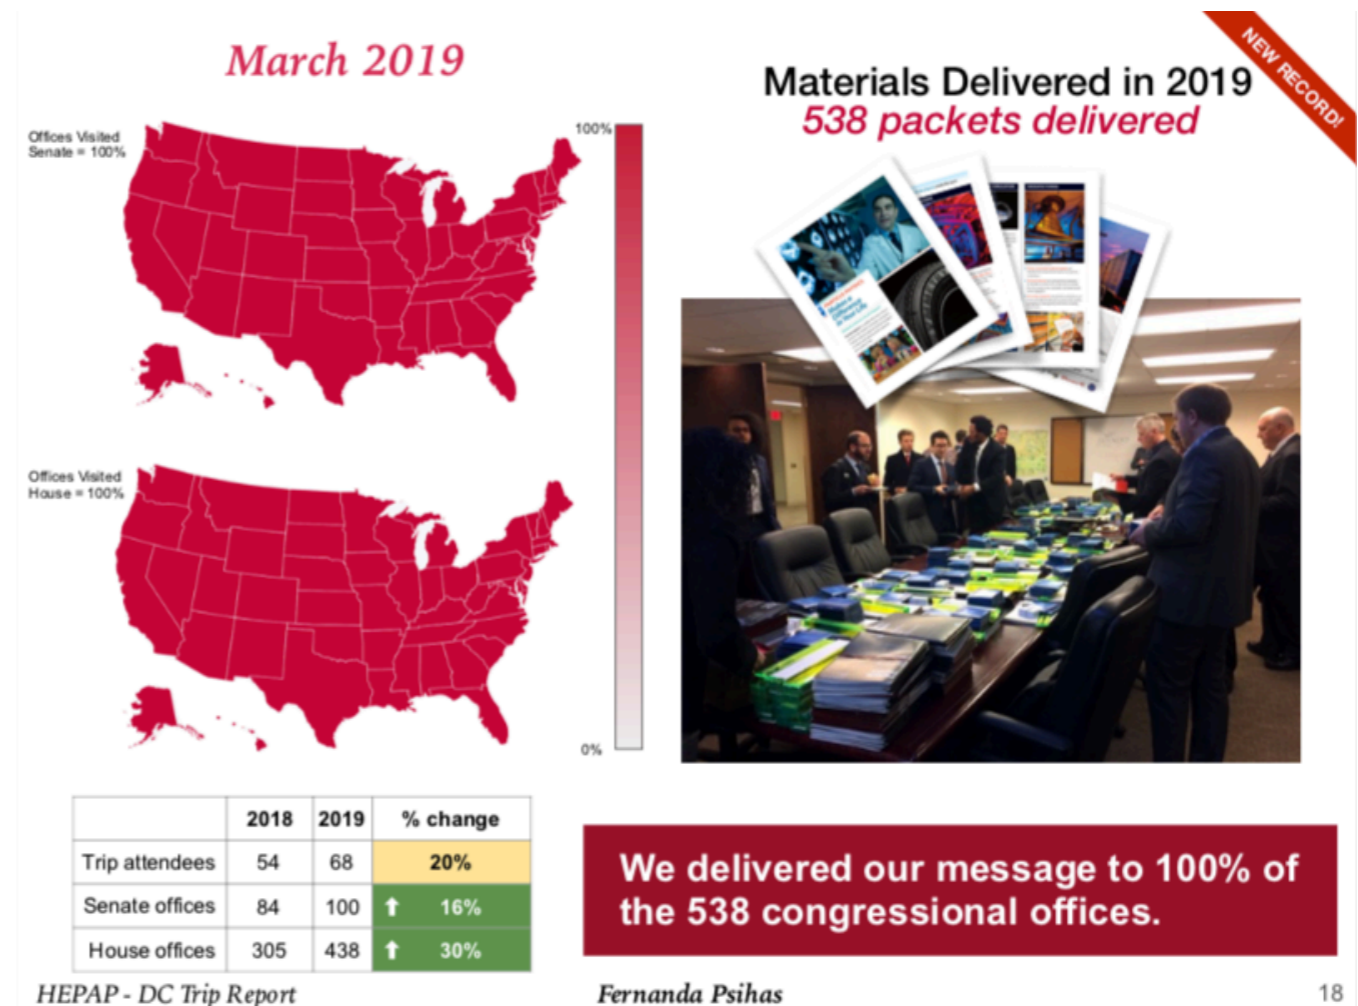 March 2019
Offices Visited
Senate = 100%
100%
Offices Visited
House = 100%
0%
NEW RECORD!
Materials Delivered in 2019
538 packets delivered
2018 2019 % change
Trip attendees 54 68 20%
Senate offices 84 100 16%
House offices 305 438 30%
We delivered our message to 100% of
the 538 congressional offices.
HEPAP - DC Trip Report
Fernanda Psihas
18